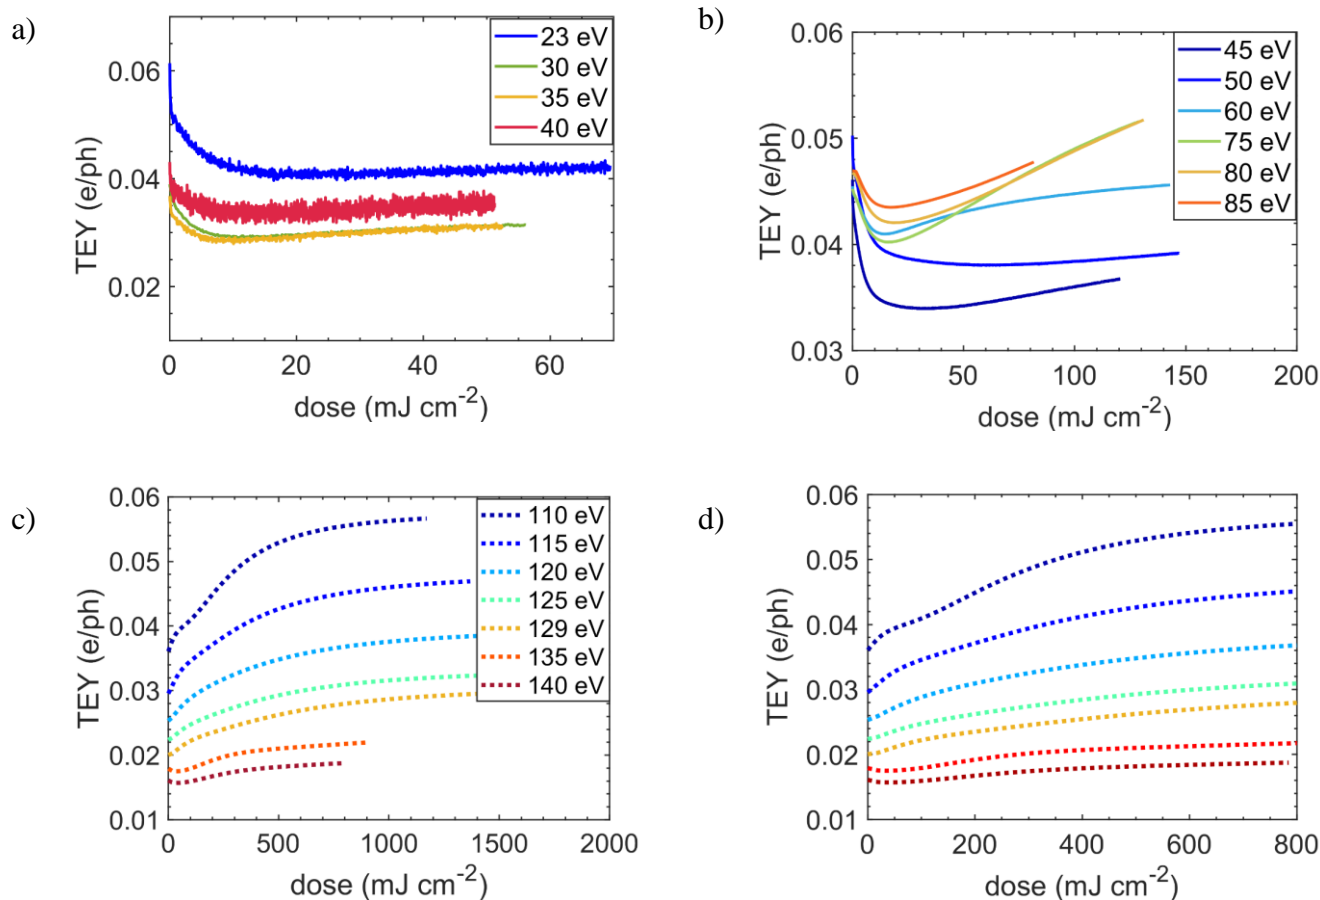 a)
23 eV
30 eV
35 eV
40 eV
0.06
0.04
0.02
TEY (e/ph)
0
20
40
60
dose (mJ cm-2)
b)
45 eV
50 eV
60 eV
75 eV
80 eV
85 eV
0.06
0.05
0.04
0.03
TEY (e/ph)
0
50
100
150
200
dose (mJ cm-2)
c)
110 eV
115 eV
120 eV
125 eV
129 eV
135 eV
140 eV
0.06
0.05
0.04
0.03
0.02
0.01
TEY (e/ph)
0
500
1000
1500
2000
dose (mJ cm-2)
d)
0.06
0.05
0.04
0.03
0.02
0.01
TEY (e/ph)
0
200
400
600
800
dose (mJ cm-2)